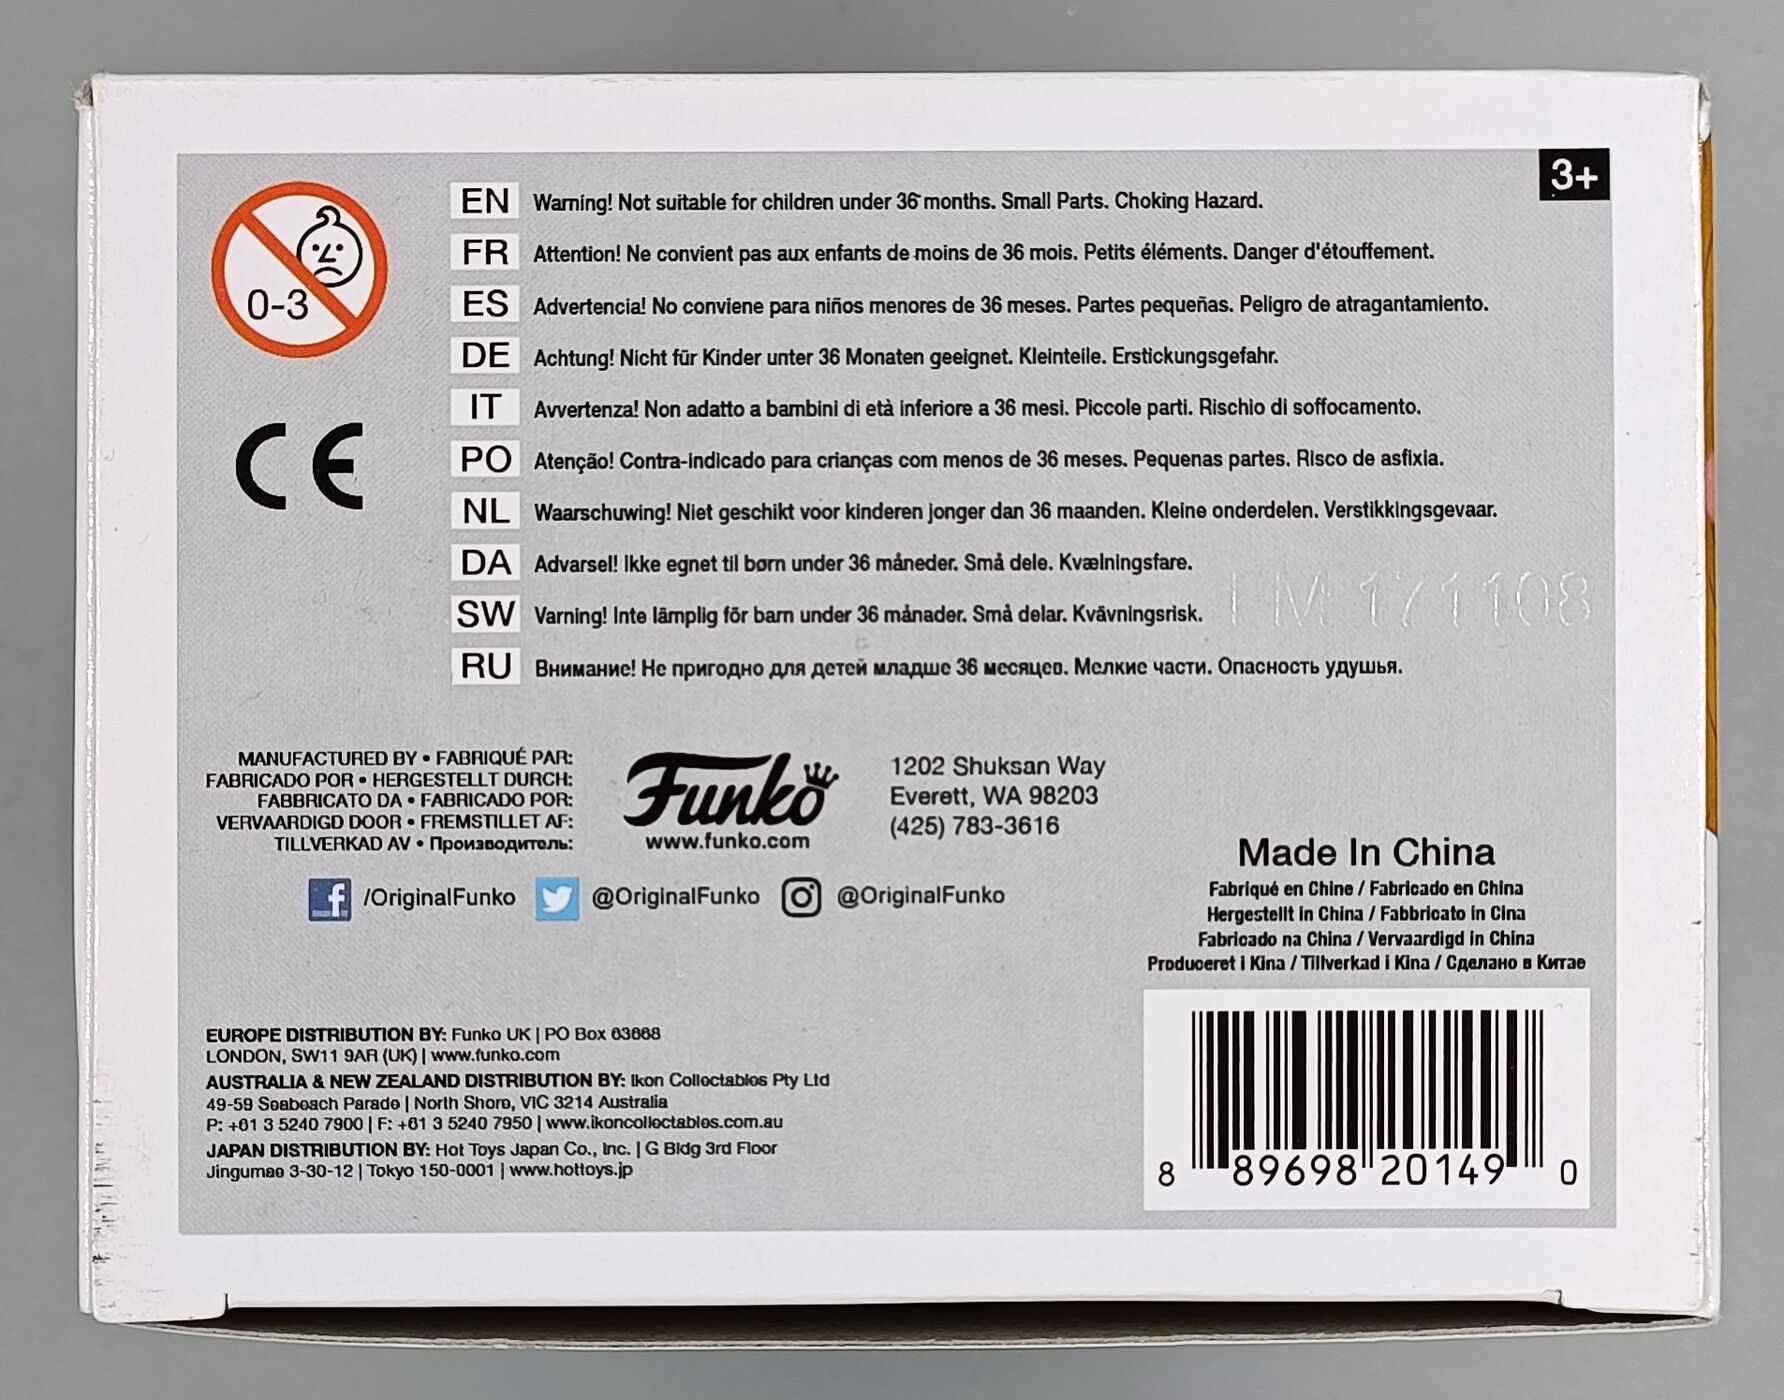 3+
0-3
EN Warning! Not suitable for children under 36 months. Small Parts. Choking Hazard.
FR Attention! Ne convient pas aux enfants de moins de 36 mois. Petits éléments. Danger d'étouffement.
ES Advertencia! No conviene para niños menores de 36 meses. Partes pequeñas. Peligro de atragantamiento.
DE Achtung! Nicht für Kinder unter 36 Monaten geeignet. Kleinteile. Erstickungsgefahr.
IT Avvertenza! Non adatto a bambini di età inferiore a 36 mesi. Piccole parti. Rischio di soffocamento.
PO Atenção! Contra-indicado para crianças com menos de 36 meses. Pequenas partes. Risco de asfixia.
NL Waarschuwing! Niet geschikt voor kinderen jonger dan 36 maanden. Kleine onderdelen. Verstikkingsgevaar.
DA Advarsel! Ikke egnet til børn under 36 måneder. Små dele. Kvælningsfare.
SW Varning! Inte lämplig för barn under 36 månader. Små delar. Kvävningsrisk.
RU Внимание! Не пригодно для детей младше 36 месяцев. Мелкие части. Опасность удушья.
CE
171108
MANUFACTURED BY • FABRIQUÉ PAR:
FABRICADO POR • HERGESTELLT DURCH:
FABBRICATO DA • FABRICADO POR:
VERVAARDIGD DOOR • FREMSTILLET AF:
TILLVERKAD AV • Производитель:
Funko
www.funko.com
1202 Shuksan Way
Everett, WA 98203
(425) 783-3616
/OriginalFunko @OriginalFunko @OriginalFunko
Made In China
Fabriqué en Chine / Fabricado en China
Hergestellt in China / Fabbricato in Cina
Fabricado na China / Vervaardigd in China
Produceret i Kina / Tillverkad i Kina / Сделано в Китае
EUROPE DISTRIBUTION BY: Funko UK | PO Box 63668
LONDON, SW11 9AR (UK) | www.funko.com
AUSTRALIA & NEW ZEALAND DISTRIBUTION BY: Ikon Collectables Pty Ltd
49-59 Seabeach Parade | North Shore, VIC 3214 Australia
P: +61 3 5240 7900 | F: +61 3 5240 7950 | www.ikoncollectables.com.au
JAPAN DISTRIBUTION BY: Hot Toys Japan Co., Inc. | G Bldg 3rd Floor
Jingumae 3-30-12 | Tokyo 150-0001 | www.hottoys.jp
8 89698 20149 0